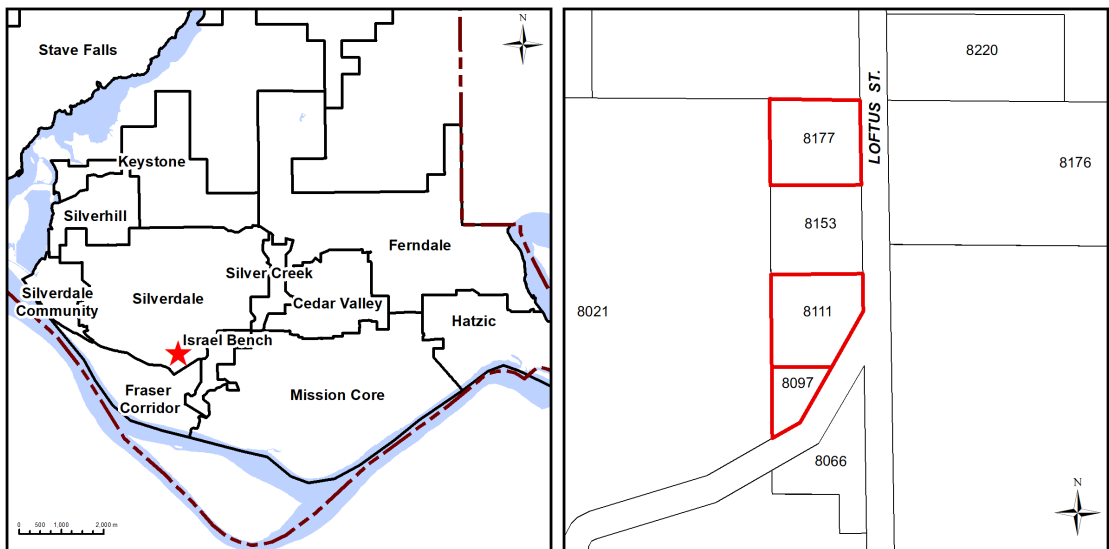 N
Stave Falls
Keystone
Silverhill
Ferndale
Silver Creek
Silverdale
Community
Silverdale
Cedar Valley
Hatzic
Israel Bench
Fraser
Corridor
Mission Core
0 500 1,000 2,000 m
8220
LOFTUS ST.
8177
8176
8153
8021
8111
8097
8066
N